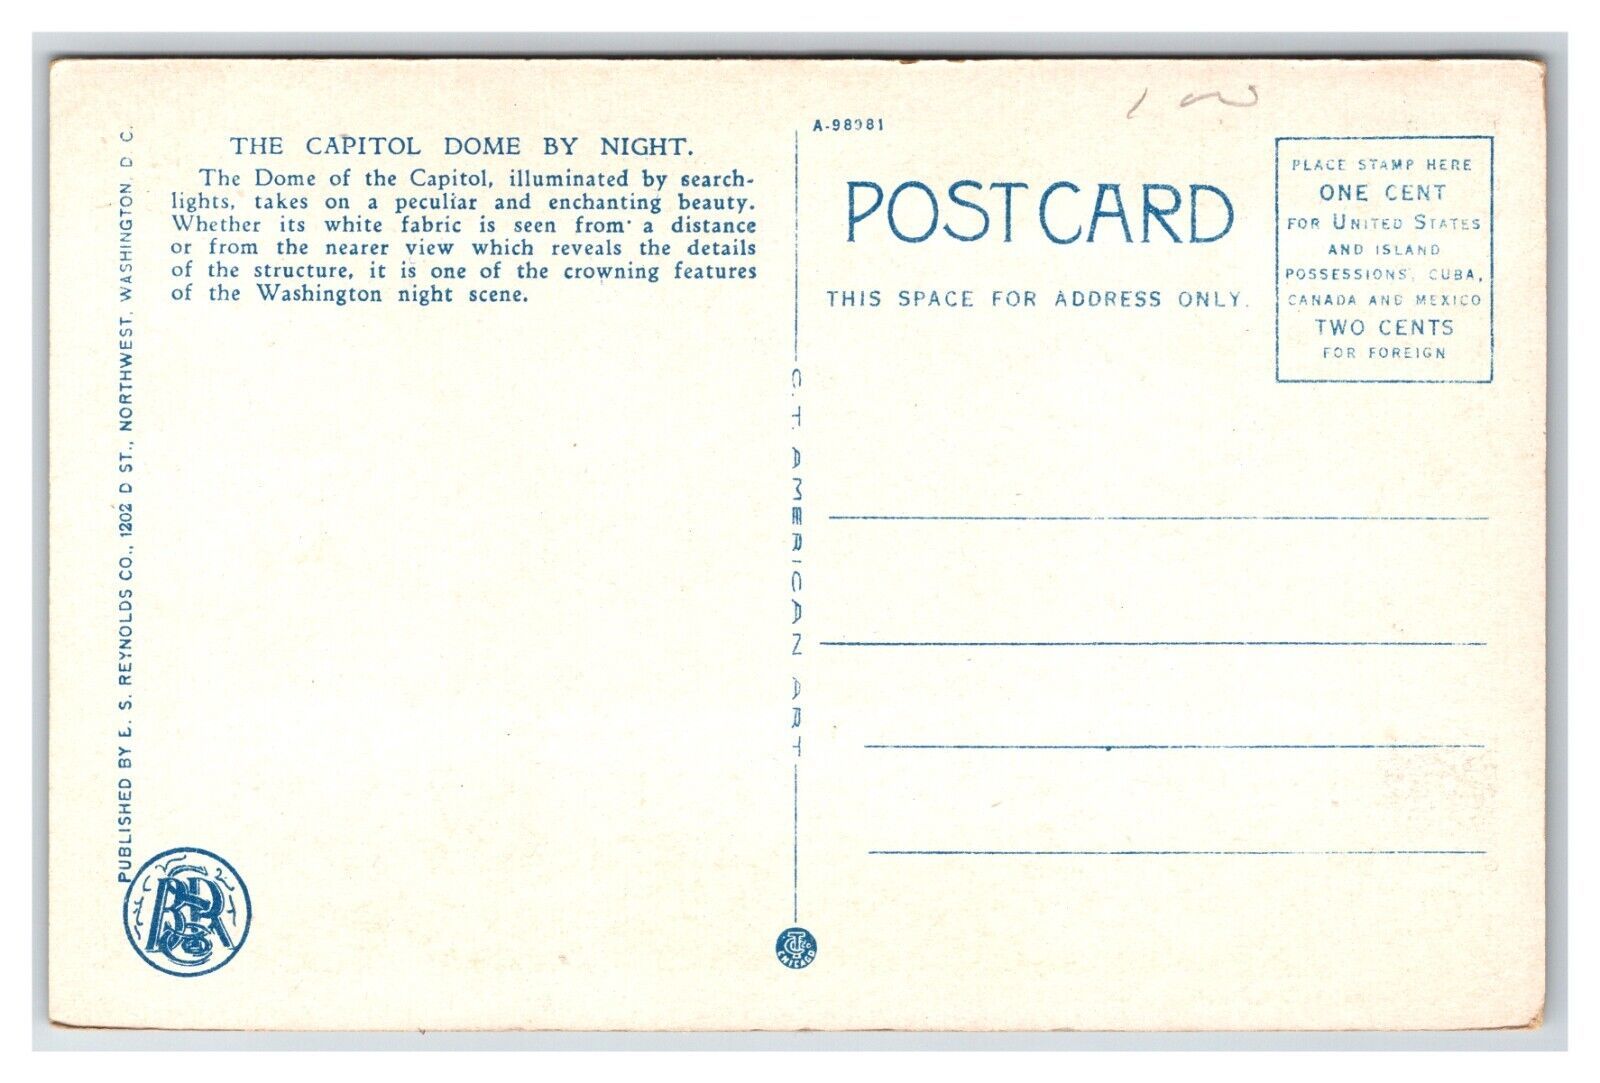 PUBLISHED BY E. S. REYNOLDS CO., 1202 D ST., NORTHWEST, WASHINGTON, D C.
THE CAPITOL DOME BY NIGHT.
The Dome of the Capitol, illuminated by search-
lights, takes on a peculiar and enchanting beauty.
Whether its white fabric is seen from a distance
or from the nearer view which reveals the details
of the structure, it is one of the crowning features
of the Washington night scene.
C. T. AMERICAN ART
CHICAGO
A-98981
POST CARD
THIS SPACE FOR ADDRESS ONLY.
PLACE STAMP HERE
ONE CENT
FOR UNITED STATES
AND ISLAND
POSSESSIONS, CUBA,
CANADA AND MEXICO
TWO CENTS
FOR FOREIGN